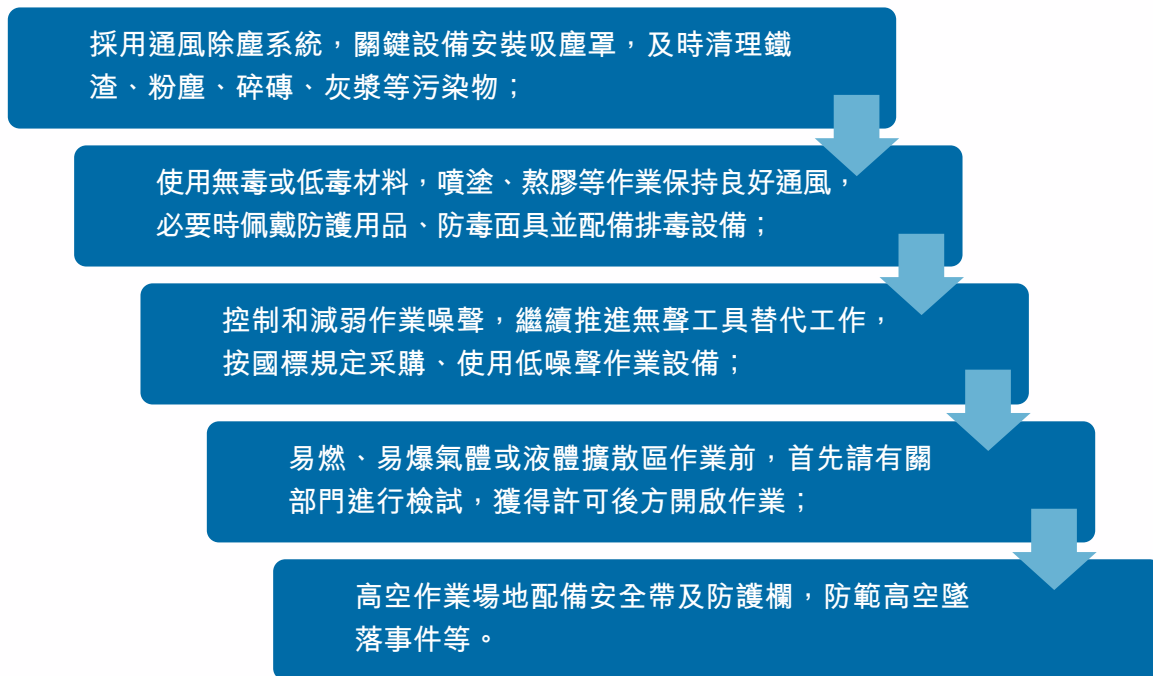 採用通風除塵系統，關鍵設備安裝吸塵罩，及時清理鐵
渣、粉塵、碎磚、灰漿等污染物；
使用無毒或低毒材料，噴塗、熬膠等作業保持良好通風，
必要時佩戴防護用品、防毒面具並配備排毒設備；
控制和減弱作業噪聲，繼續推進無聲工具替代工作，
按國標規定采購、使用低噪聲作業設備；
易燃、易爆氣體或液體擴散區作業前，首先請有關
部門進行檢試，獲得許可後方開啟作業；
高空作業場地配備安全帶及防護欄，防範高空墜
落事件等。